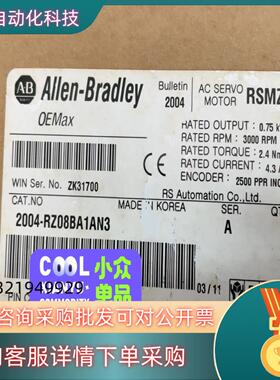 自动化科技
AB
Allen-Bradley
OEMax
Bulletin
2004
AC SERVO
MOTOR
RSMZ
RATED OUTPUT: 0.75 k
RATED RPM: 3000 RPM
RATED TORQUE: 2.4 Nm
RATED CURRENT: 4.3 A
ENCODER: 2500 PPR IN
WIN Ser. No. ZK31700
RS Automation Co., Ltd.
CAT.NO
MADE IN KOREA
SER.
2004-RZ08BA1AN3
A
COOL 小众
单品
COMMODITY
321949929
03/11
咨询采购批发可对公开票
询客服详情下单采购